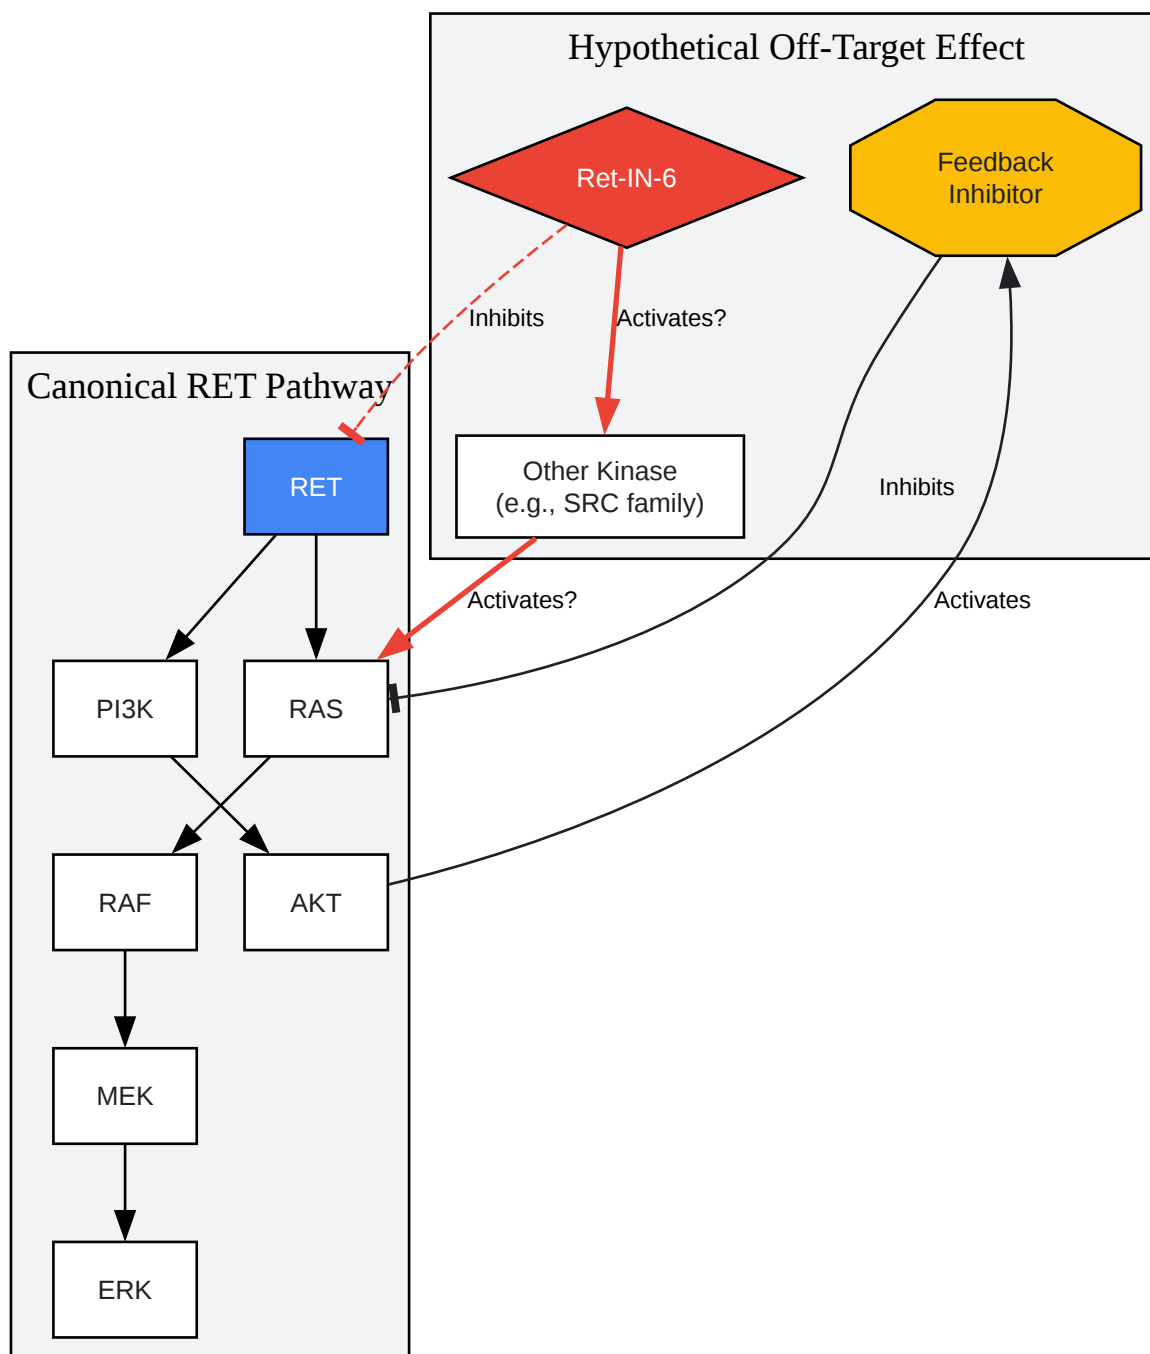 Hypothetical Off-Target Effect
Ret-IN-6
Feedback
Inhibitor
Inhibits
Activates?
Canonical RET Pathway
RET
Other Kinase
(e.g., SRC family)
Inhibits
Activates?
Activates
PI3K
RAS
RAF
AKT
MEK
ERK